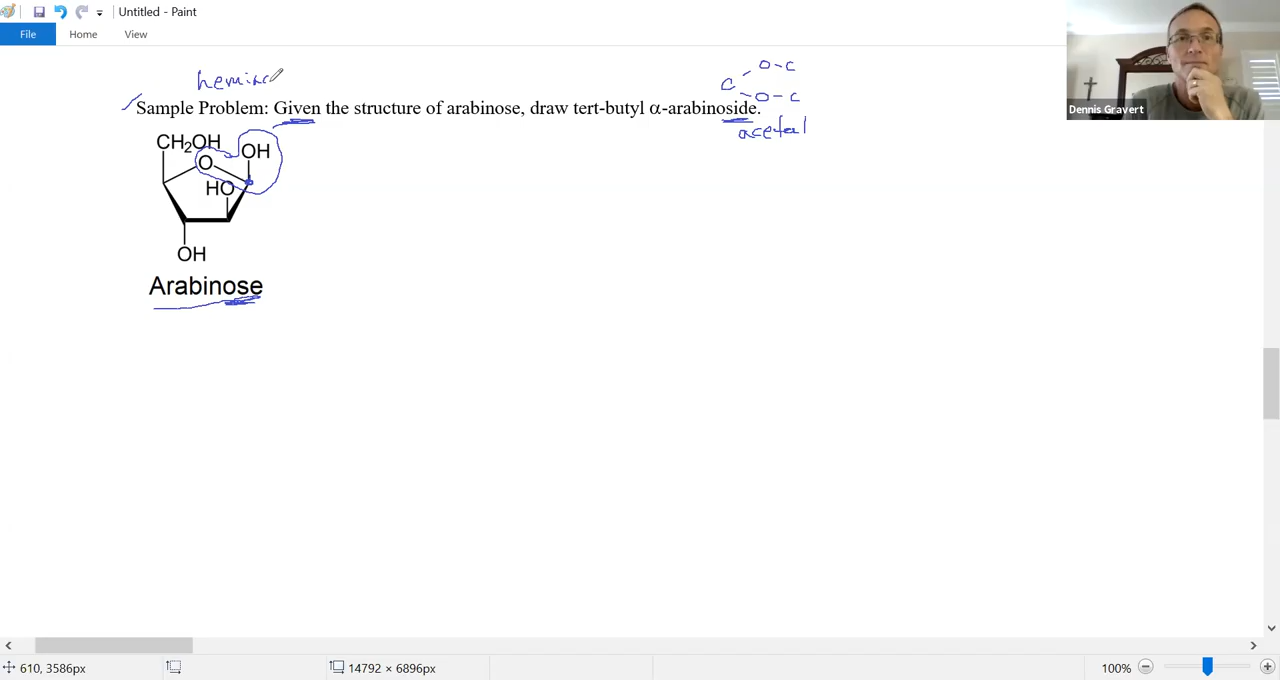 Untitled - Paint
File Home View
Dennis Gravert
O-C
C
O-C
Sample Problem: Given the structure of arabinose, draw tert-butyl α-arabinoside.
acetal
CH₂OH
OH
O
HO
OH
Arabinose
610, 3586px
14792 × 6896px
100%